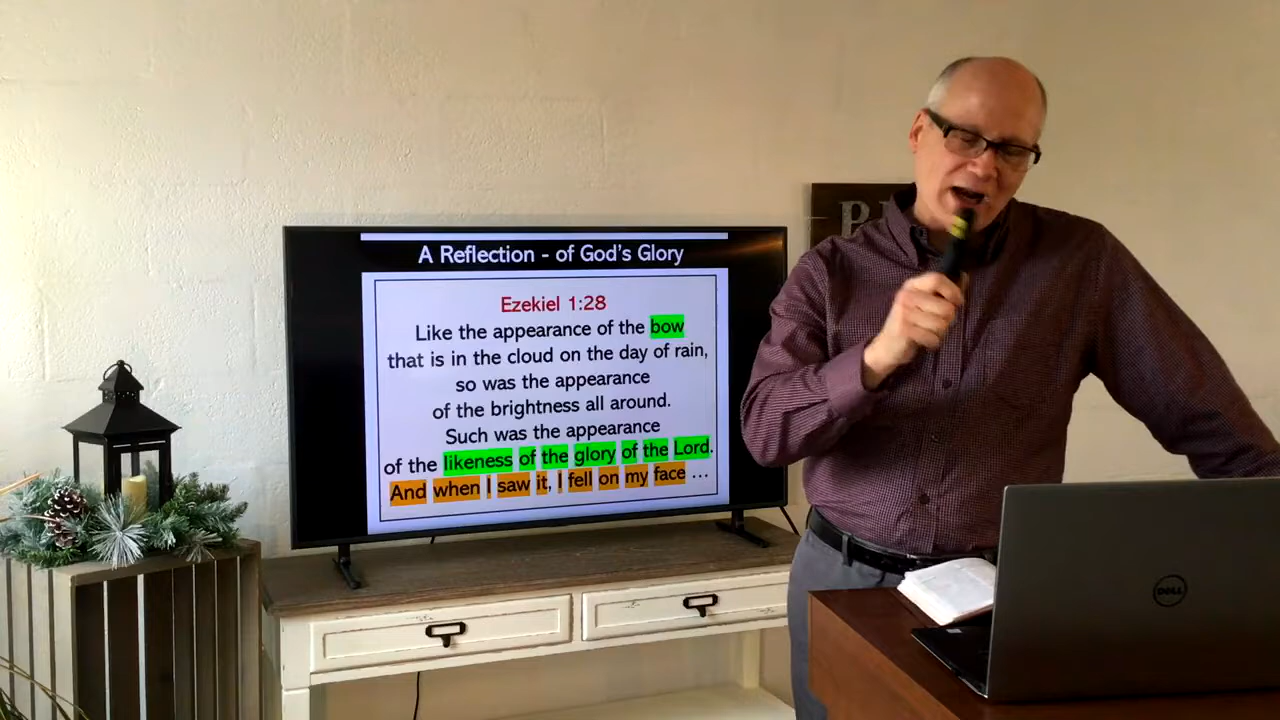 A Reflection - of God's Glory
Ezekiel 1:28
Like the appearance of the bow
that is in the cloud on the day of rain,
so was the appearance
of the brightness all around.
Such was the appearance
of the likeness of the glory of the Lord.
And when I saw it, I fell on my face ...
DELL